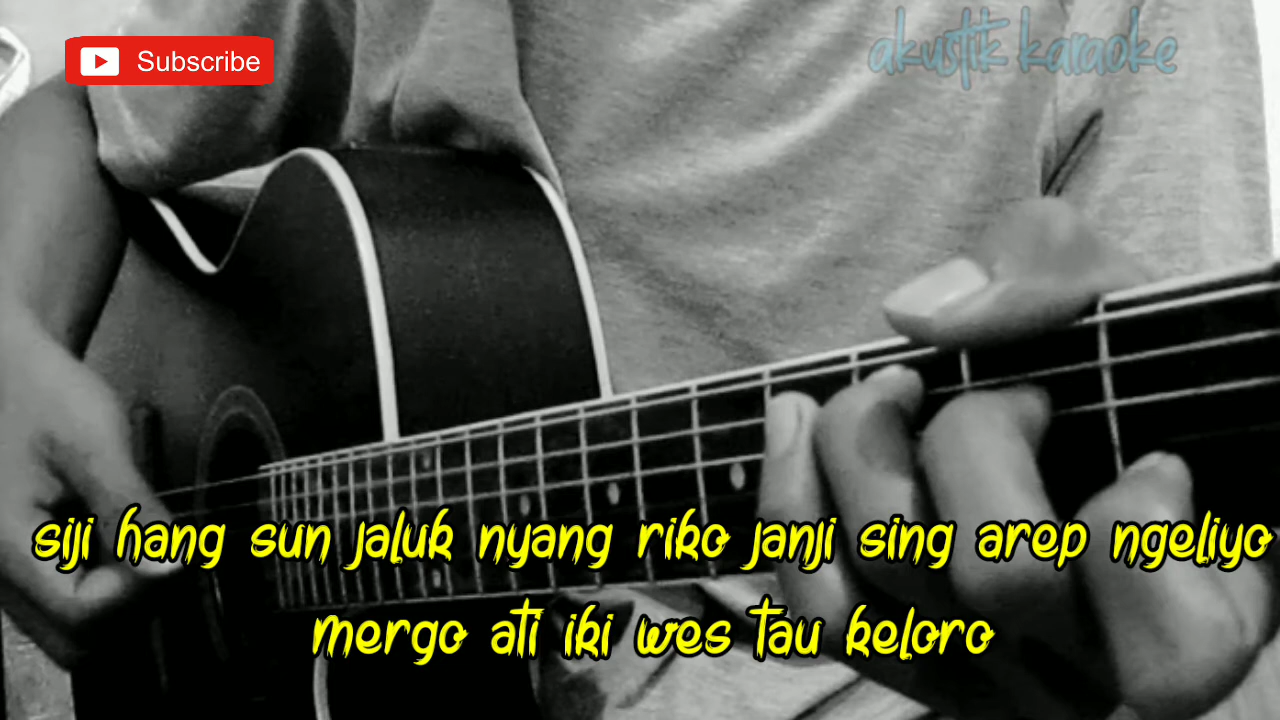 Subscribe
akustik karaoke
siji hang sun jaluk nyang riko janji sing arep ngeliyo
mergo ati iki wes tau keloro